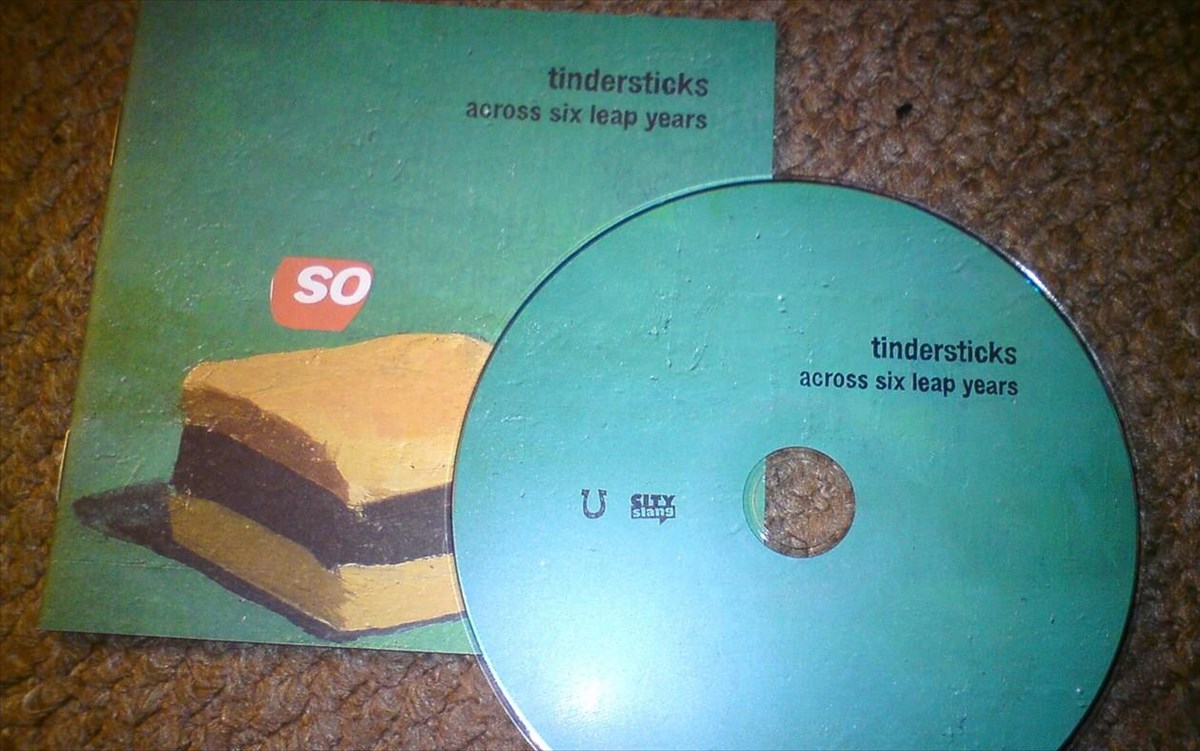 tindersticks
across six leap years
so
tindersticks
across six leap years
CITY
slang